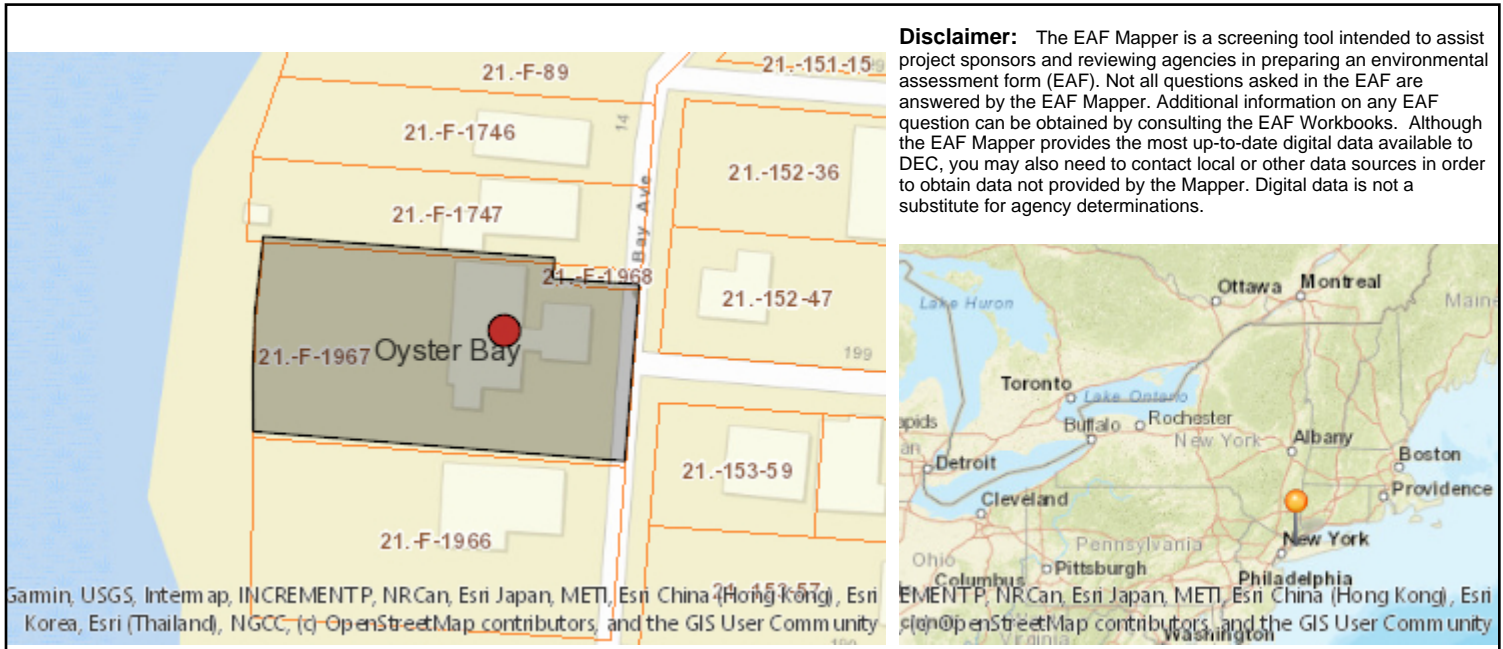 21.-F-89
21.-151-15
21.-F-1746
14
21.-152-36
21.-F-1747
Bay Ave
21.-F-1968
21.-152-47
21.-F-1967
Oyster Bay
199
21.-153-59
21.-F-1966
21.-153-57
Garmin, USGS, Intermap, INCREMENT P, NRCan, Esri Japan, METI, Esri China (Hong Kong), Esri
Korea, Esri (Thailand), NGCC, (c) OpenStreetMap contributors, and the GIS User Community
Disclaimer: The EAF Mapper is a screening tool intended to assist
project sponsors and reviewing agencies in preparing an environmental
assessment form (EAF). Not all questions asked in the EAF are
answered by the EAF Mapper. Additional information on any EAF
question can be obtained by consulting the EAF Workbooks. Although
the EAF Mapper provides the most up-to-date digital data available to
DEC, you may also need to contact local or other data sources in order
to obtain data not provided by the Mapper. Digital data is not a
substitute for agency determinations.
Ottawa
Montreal
Maine
Lake Huron
Toronto
Lake Ontario
Rochester
Buffalo
New York
Albany
Boston
Detroit
Providence
Cleveland
New York
Pennsylvania
Ohio
Pittsburgh
Columbus
Philadelphia
EMENT P, NRCan, Esri Japan, METI, Esri China (Hong Kong), Esri
(c) OpenStreetMap contributors, and the GIS User Community
Virginia
Washington